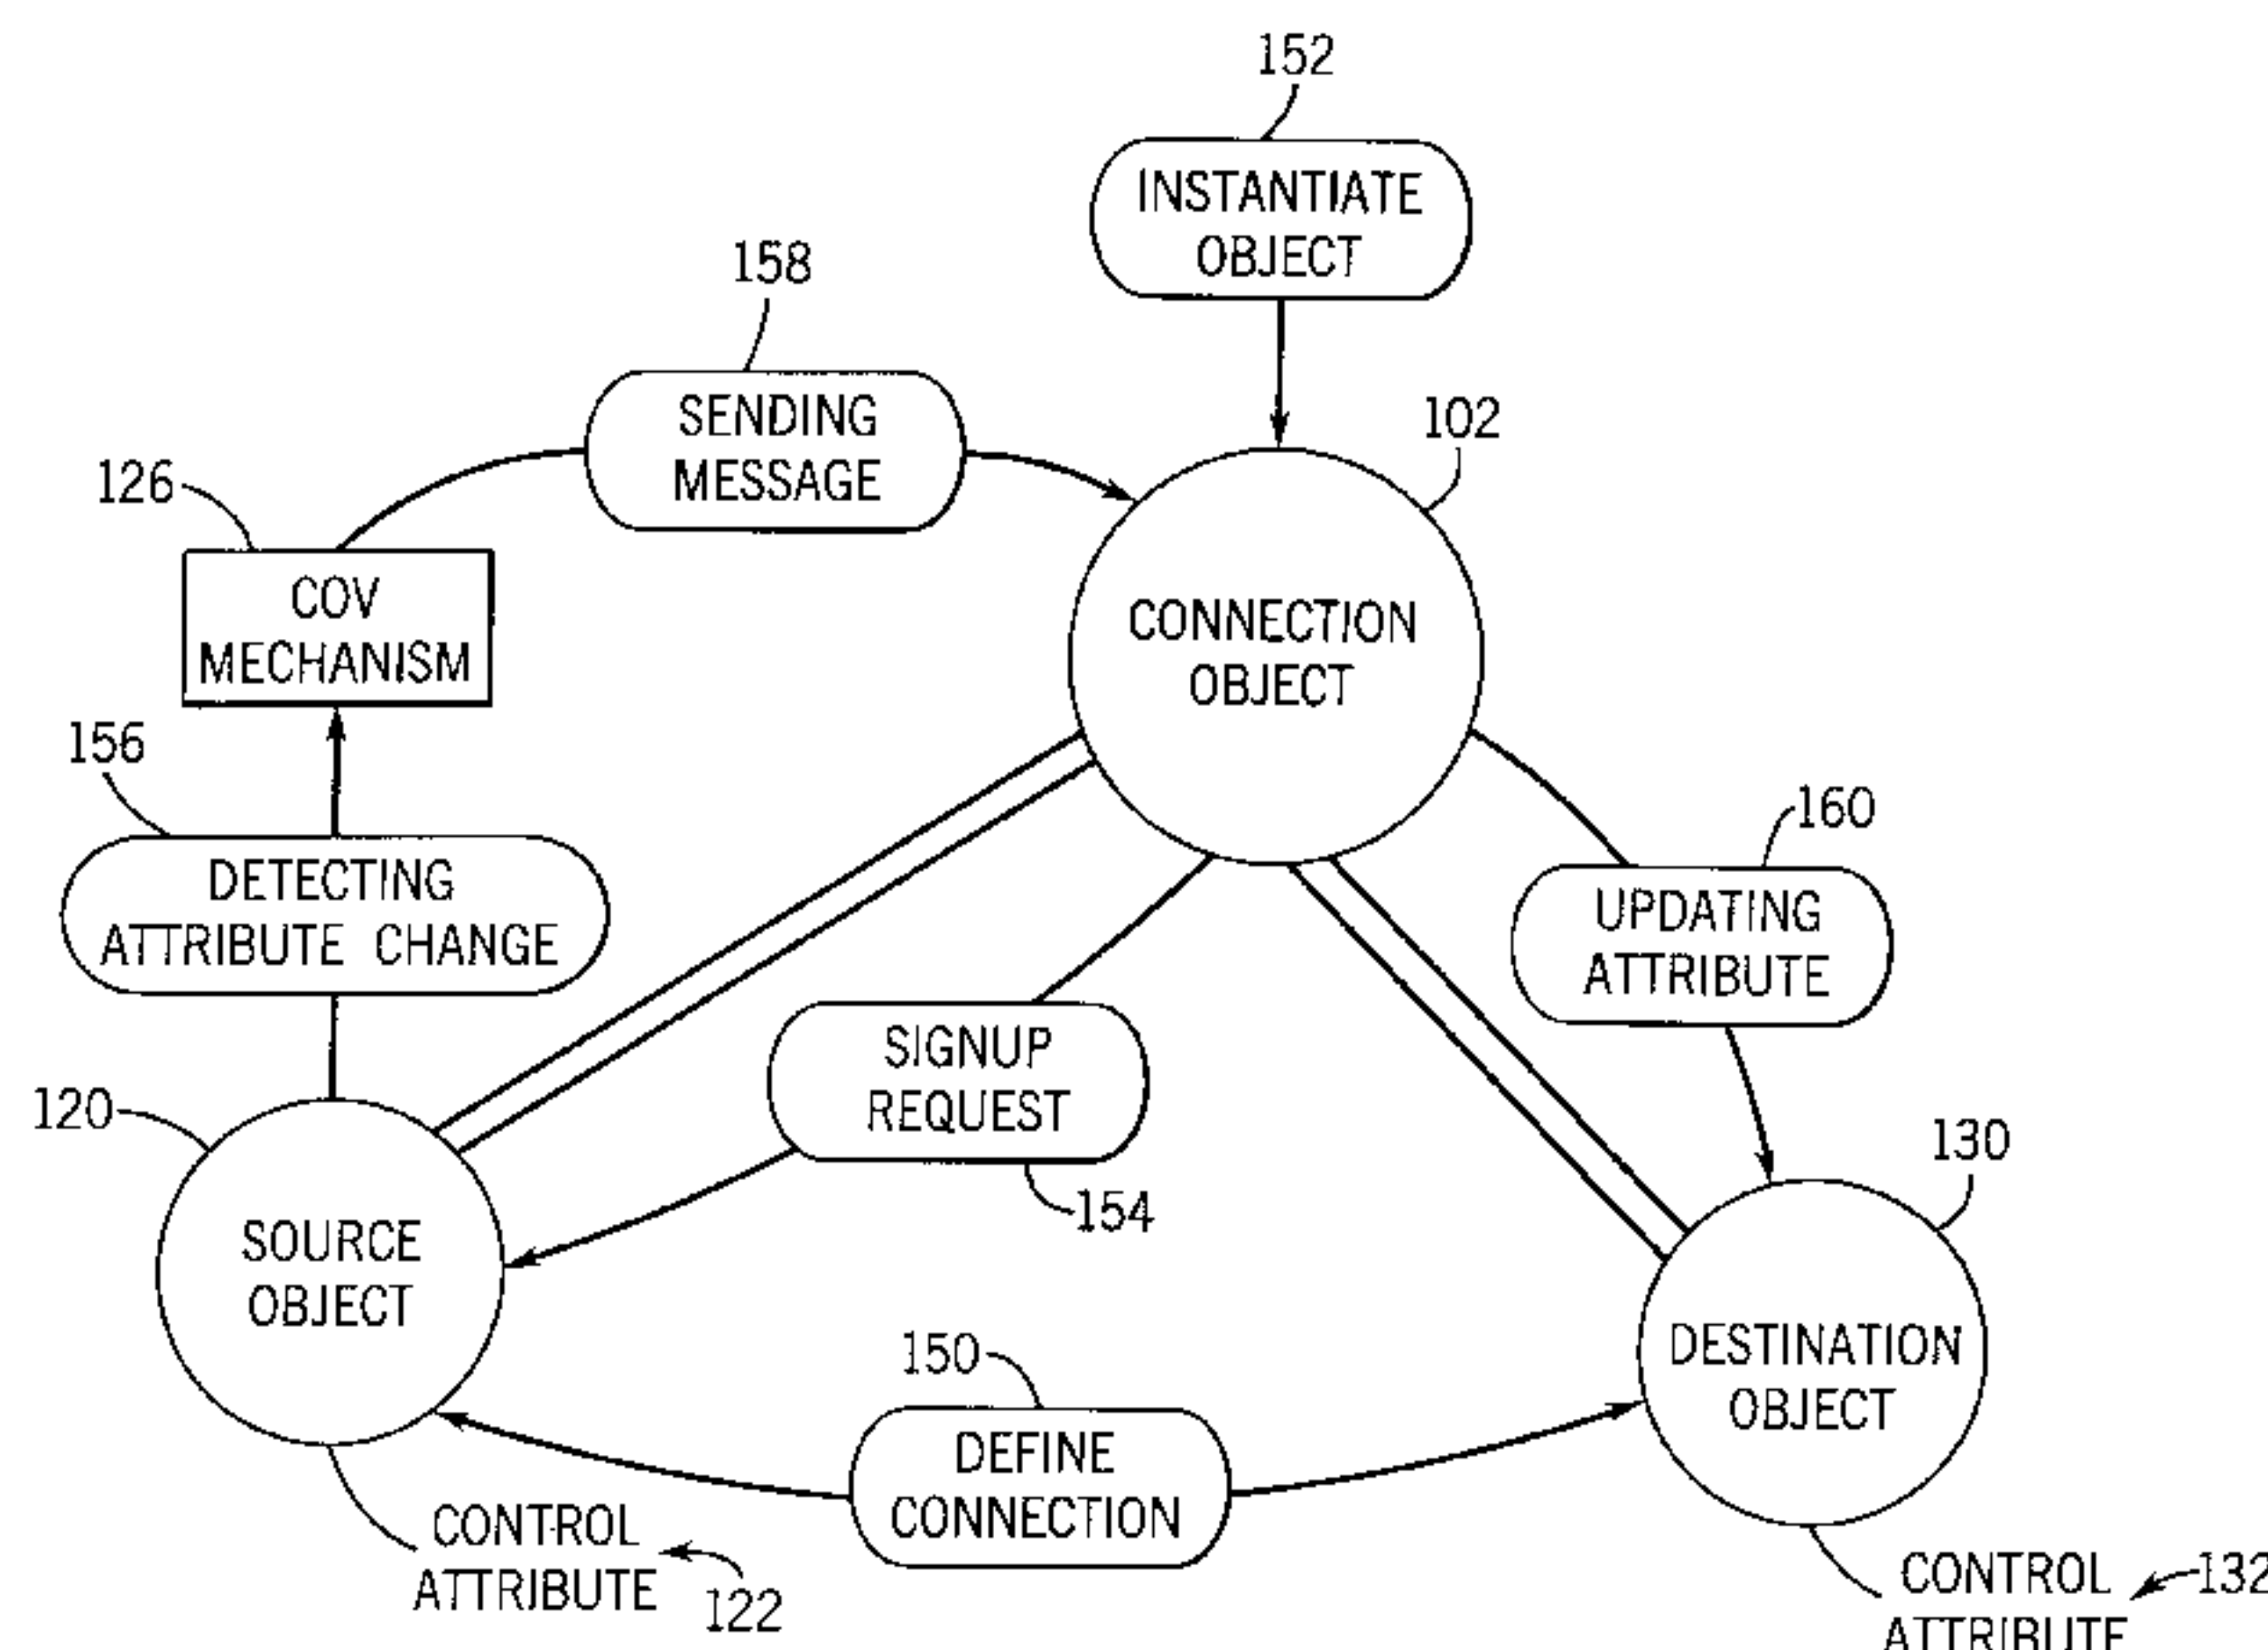 152
INSTANTIATE
OBJECT
158
SENDING
MESSAGE
102
126
COV
MECHANISM
CONNECTION
OBJECT
156
DETECTING
ATTRIBUTE CHANGE
160
UPDATING
ATTRIBUTE
SIGNUP
REQUEST
154
120
SOURCE
OBJECT
130
DESTINATION
OBJECT
150
DEFINE
CONNECTION
CONTROL
ATTRIBUTE
122
CONTROL
ATTRIBUTE
132